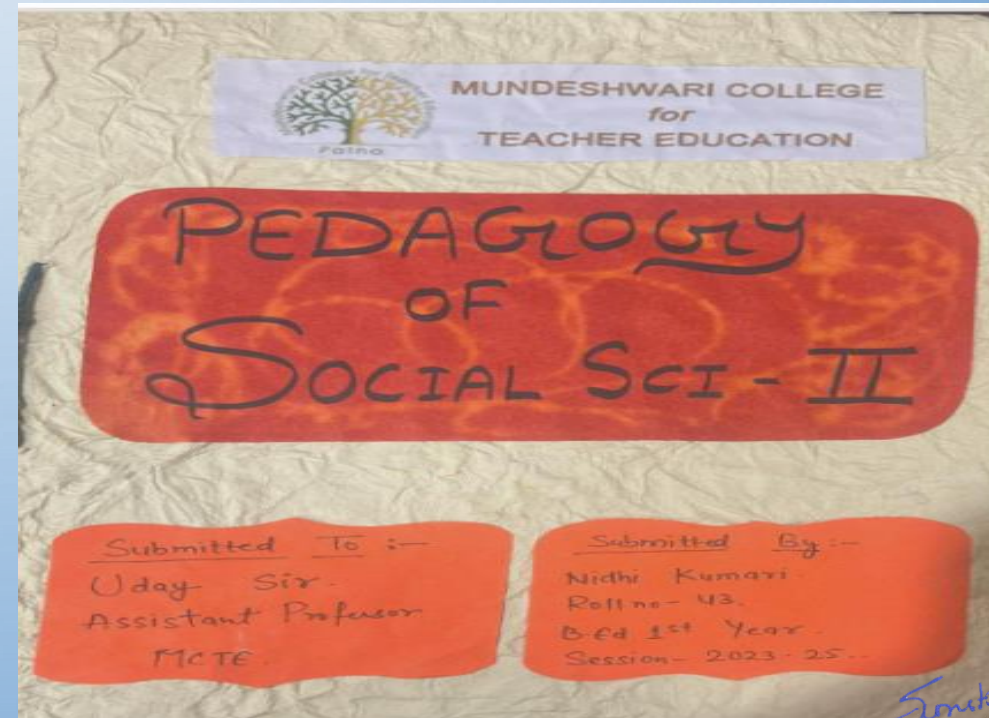 Patna
MUNDESHWARI COLLEGE
for
TEACHER EDUCATION
PEDAGOGY
OF
SOCIAL SCI - II
Submitted To :-
Uday Sir.
Assistant Professor
MCTE.
Submitted By :-
Nidhi Kumari.
Roll no - 43.
B.Ed 1st Year.
Session - 2023-25.